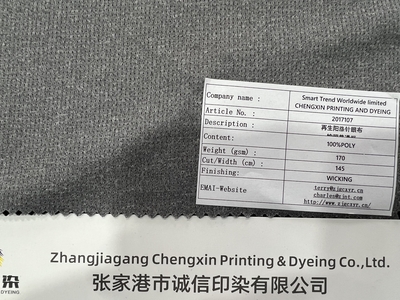 Company name :
Smart Trend Worldwide limited
CHENGXIN PRINTING AND DYEING
Article No. :
2017107
Description :
再生阳晶针眼布
Content:
100%POLY
Weight (gsm) :
170
Cut/Width (cm) :
145
Finishing:
WICKING
EMAI-Website
染
DYEING
Zhangjiagang Chengxin Printing & Dyeing Co.,Ltd.
张家港市诚信印染有限公司